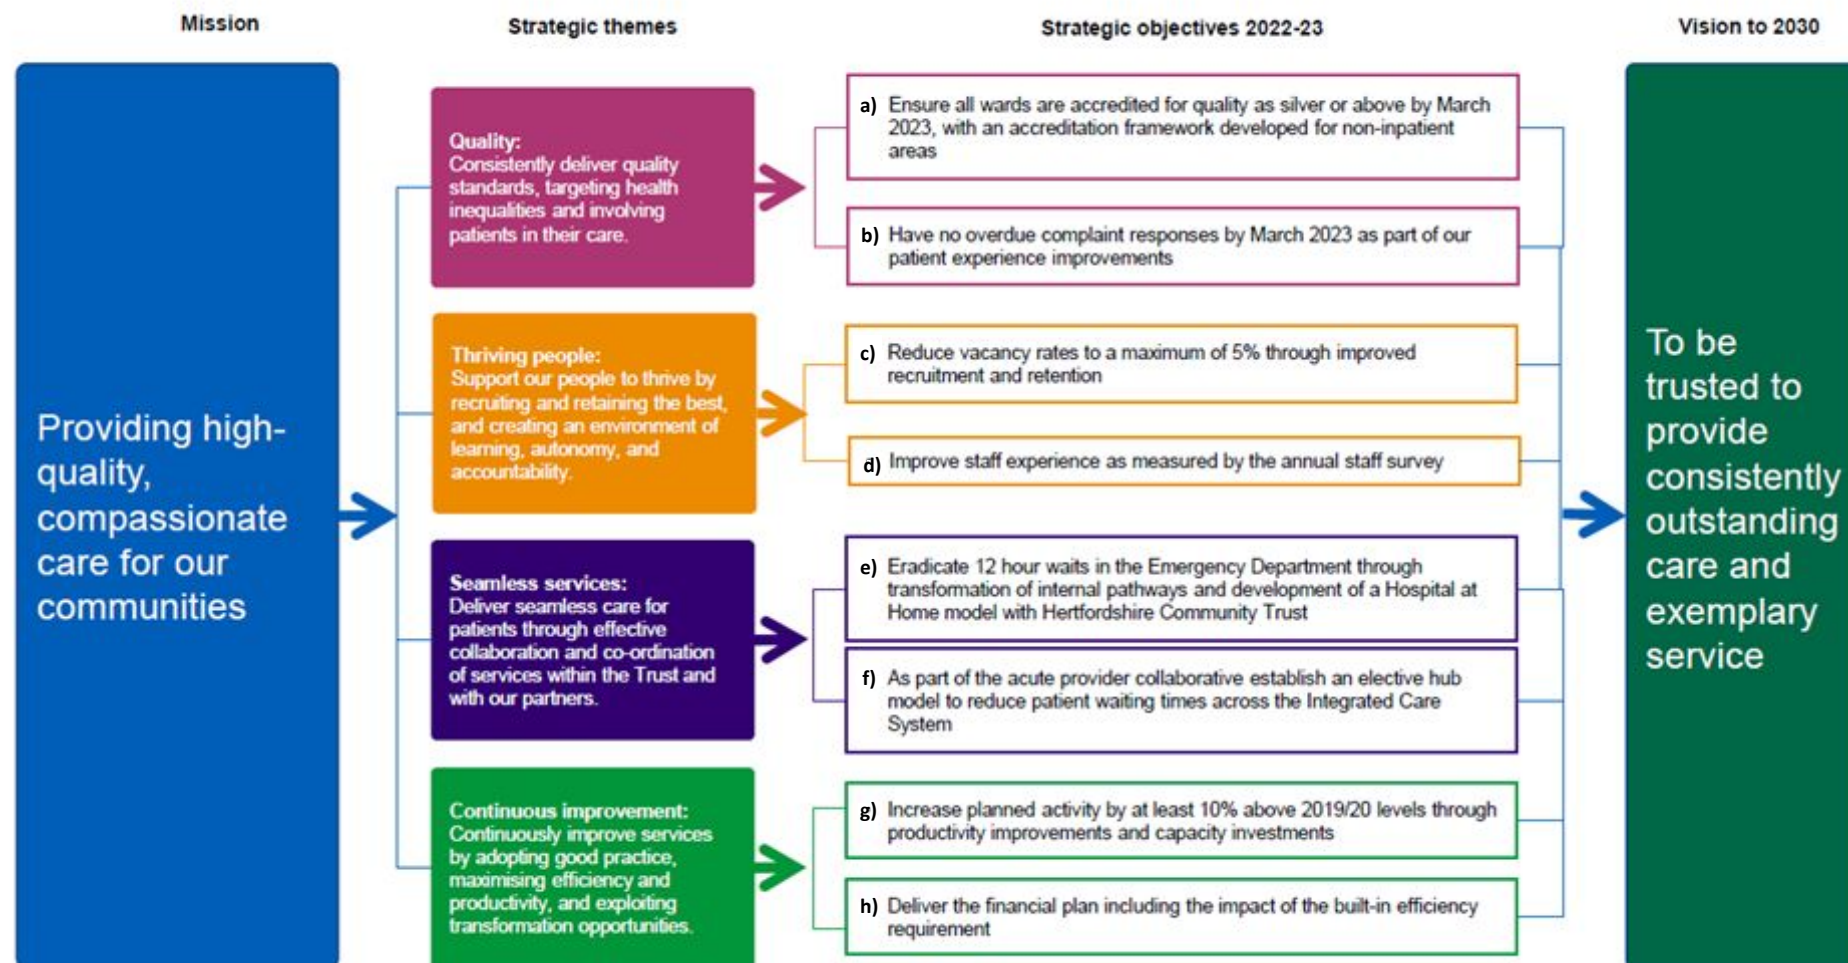 Mission
Strategic themes
Strategic objectives 2022-23
Vision to 2030
Providing high-
quality,
compassionate
care for our
communities
Quality:
Consistently deliver quality
standards, targeting health
inequalities and involving
patients in their care.
a) Ensure all wards are accredited for quality as silver or above by March
2023, with an accreditation framework developed for non-inpatient
areas
b) Have no overdue complaint responses by March 2023 as part of our
patient experience improvements
Thriving people:
Support our people to thrive by
recruiting and retaining the best,
and creating an environment of
learning, autonomy, and
accountability.
c) Reduce vacancy rates to a maximum of 5% through improved
recruitment and retention
d) Improve staff experience as measured by the annual staff survey
Seamless services:
Deliver seamless care for
patients through effective
collaboration and co-ordination
of services within the Trust and
with our partners.
e) Eradicate 12 hour waits in the Emergency Department through
transformation of internal pathways and development of a Hospital at
Home model with Hertfordshire Community Trust
f) As part of the acute provider collaborative establish an elective hub
model to reduce patient waiting times across the Integrated Care
System
Continuous improvement:
Continuously improve services
by adopting good practice,
maximising efficiency and
productivity, and exploiting
transformation opportunities.
g) Increase planned activity by at least 10% above 2019/20 levels through
productivity improvements and capacity investments
h) Deliver the financial plan including the impact of the built-in efficiency
requirement
To be
trusted to
provide
consistently
outstanding
care and
exemplary
service